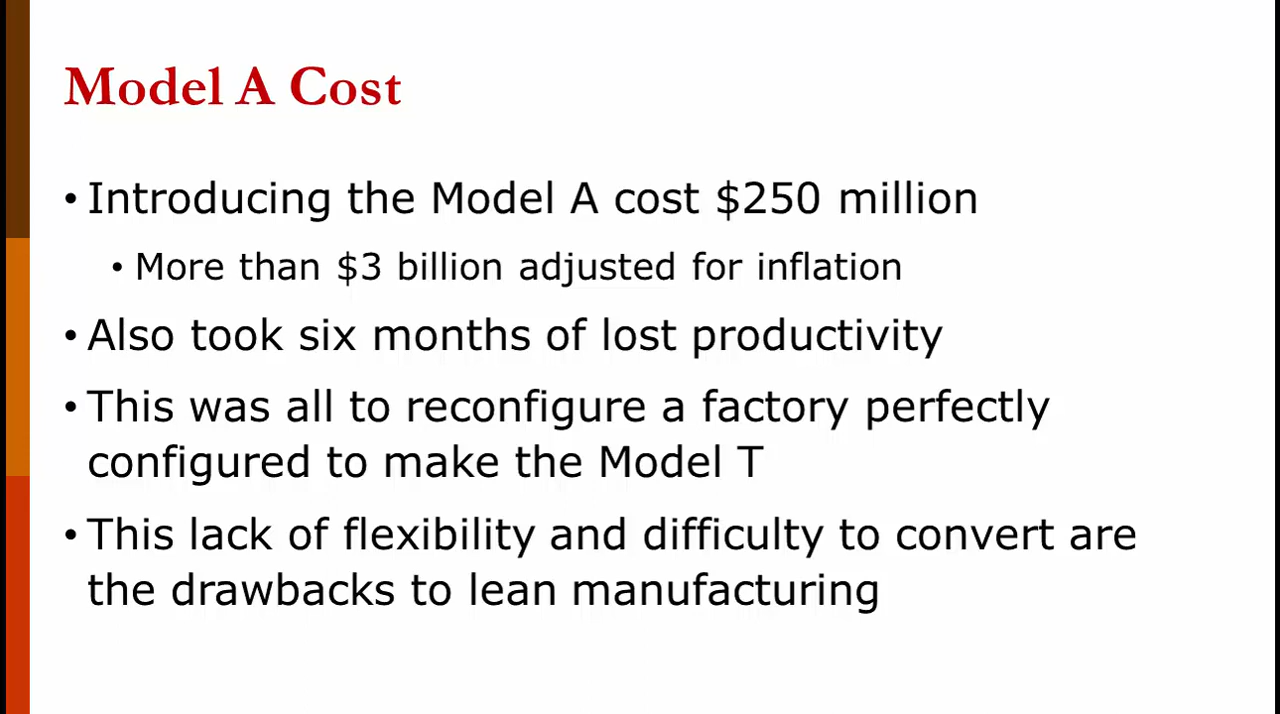 Model A Cost
• Introducing the Model A cost $250 million
• More than $3 billion adjusted for inflation
• Also took six months of lost productivity
• This was all to reconfigure a factory perfectly
configured to make the Model T
• This lack of flexibility and difficulty to convert are
the drawbacks to lean manufacturing